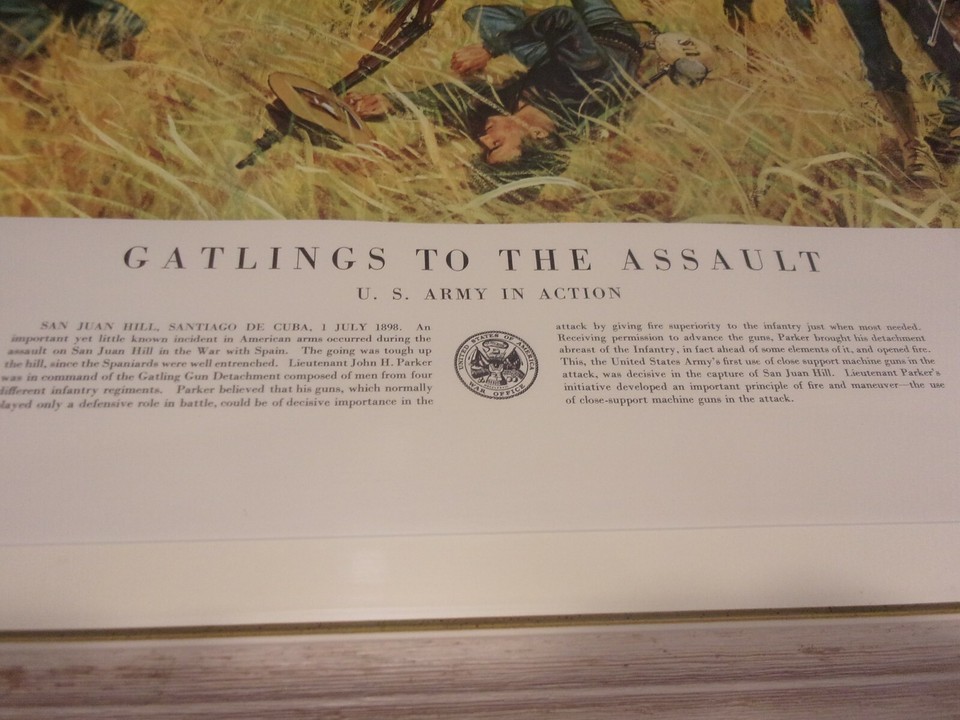 GATLINGS TO THE ASSAULT
U. S. ARMY IN ACTION
SAN JUAN HILL, SANTIAGO DE CUBA, 1 JULY 1898. An
important yet little known incident in American arms occurred during the
assault on San Juan Hill in the War with Spain. The going was tough up
the hill, since the Spaniards were well entrenched. Lieutenant John H. Parker
was in command of the Gatling Gun Detachment composed of men from four
different infantry regiments. Parker believed that his guns, which normally
layed only a defensive role in battle, could be of decisive importance in the
UNITED STATES OF AMERICA
WAR OFFICE
attack by giving fire superiority to the infantry just when most needed.
Receiving permission to advance the guns, Parker brought his detachment
abreast of the Infantry, in fact ahead of some elements of it, and opened fire.
This, the United States Army's first use of close support machine guns in the
attack, was decisive in the capture of San Juan Hill. Lieutenant Parker's
initiative developed an important principle of fire and maneuver—the use
of close-support machine guns in the attack.